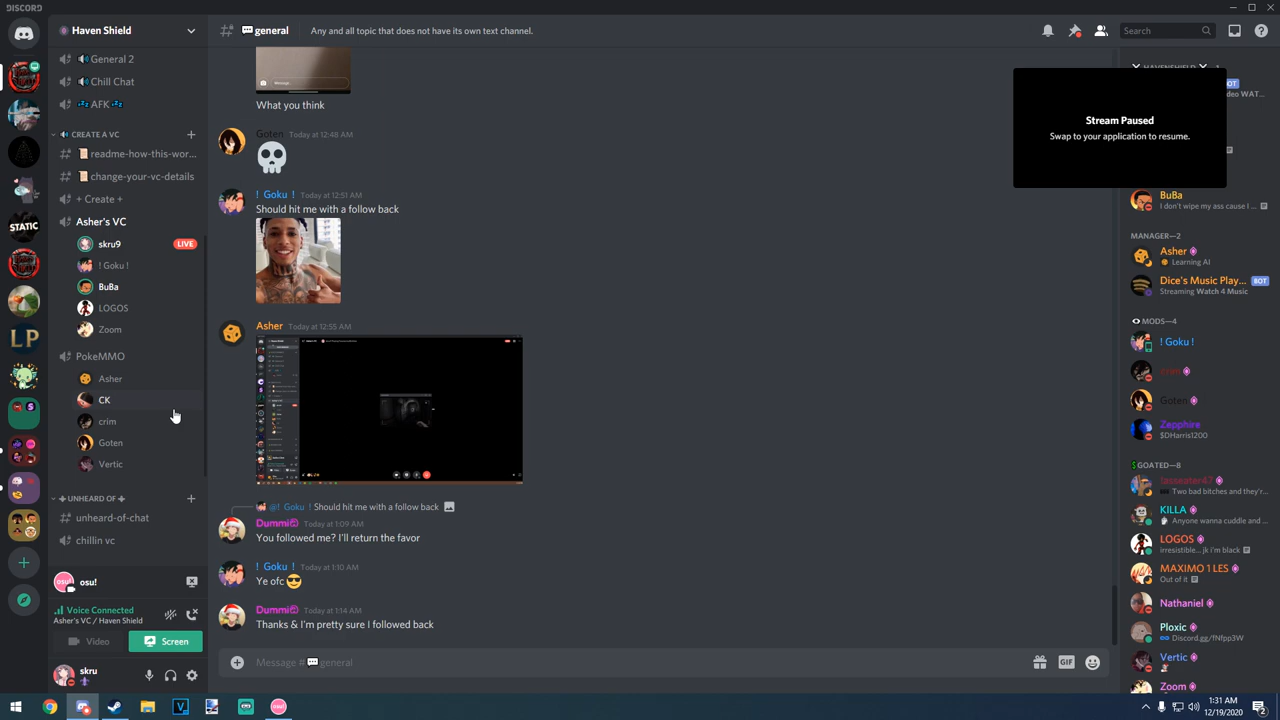 DISCORD
Haven Shield
General 2
Chill Chat
AFK
CREATE A VC
readme-how-this-wor...
change-your-vc-details
+ Create +
Asher's VC
skru9
LIVE
! Goku !
BuBa
LOGOS
Zoom
PokeMMO
Asher
CK
crim
Goten
Vertic
UNHEARD OF
unheard-of-chat
chillin vc
osu!
osu!
Voice Connected
Asher's VC / Haven Shield
Video
Screen
skru
general
Any and all topic that does not have its own text channel.
What you think
Goten Today at 12:48 AM
! Goku ! Today at 12:51 AM
Should hit me with a follow back
Asher Today at 12:55 AM
@! Goku ! Should hit me with a follow back
Dummi Today at 1:09 AM
You followed me? I'll return the favor
! Goku ! Today at 1:10 AM
Ye ofc
Dummi Today at 1:14 AM
Thanks & I'm pretty sure I followed back
Message # general
GIF
Search
Stream Paused
Swap to your application to resume.
BuBa
I don't wipe my ass cause I ...
MANAGER—2
Asher
Learning AI
Dice's Music Play... BOT
Streaming Watch 4 Music
MODS—4
! Goku !
crim
Goten
Zepphire
$DHarris1200
GOATED—8
Two bad bitches and they'r...
KILLA
Anyone wanna cuddle and ...
LOGOS
irresistible... jk i'm black
MAXIMO 1 LES
Out of it
Nathaniel
Ploxic
Discord.gg/fNfpp3W
Vertic
Zoom
STATIC
LP
osu!
1:31 AM
12/19/2020
2